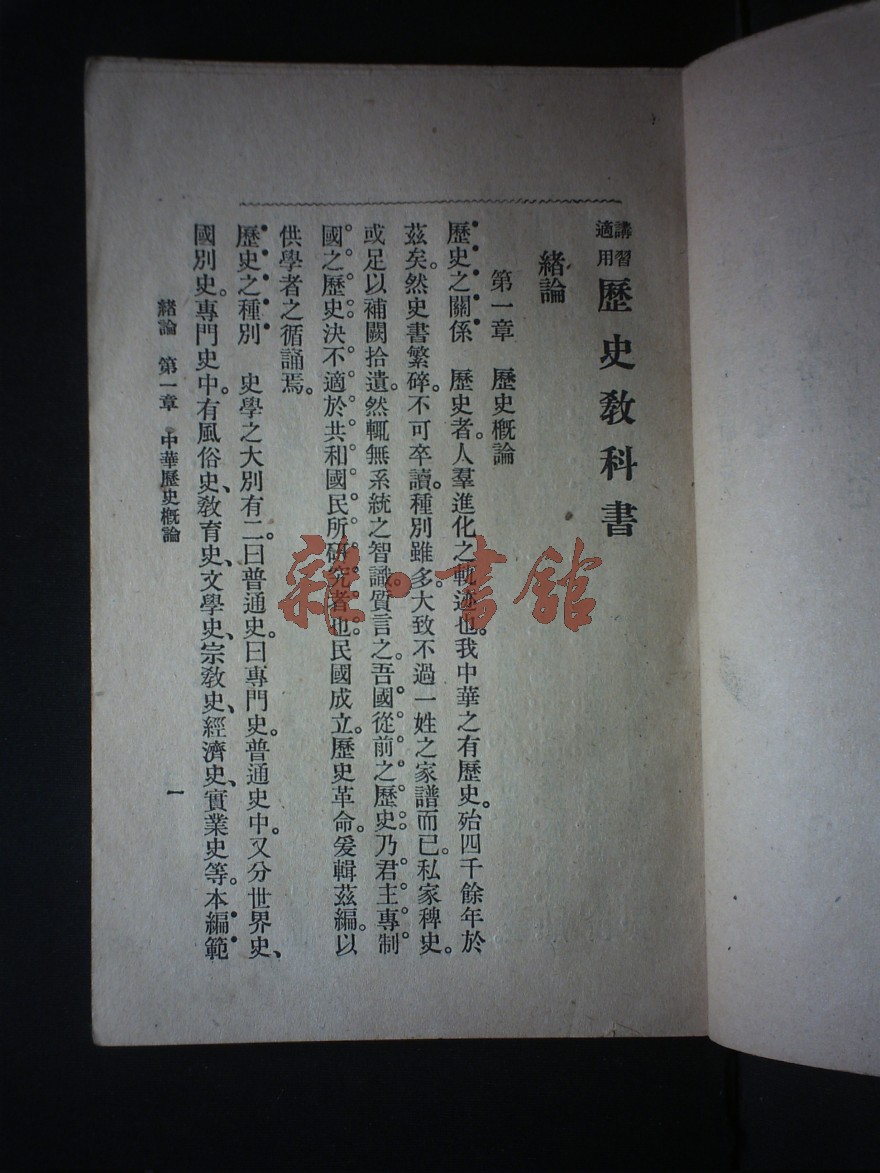 講習適用 歷史敎科書
緖論
第一章 歷史槪論
歷史之關係 歷史者。人羣進化之軌迹也。我中華之有歷史。殆四千餘年於
茲矣。然史書繁碎。不可卒讀。種別雖多。大致不過一姓之家譜而已。私家稗史。
或足以補闕拾遺。然輒無系統之智識。質言之。吾國從前之歷史。乃君主專制
國之歷史。決不適於共和國民所硏究者也。民國成立。歷史革命。爰輯茲編。以
供學者之循誦焉。
歷史之種別 史學之大別有二。曰普通史。曰專門史。普通史中。又分世界史、
國別史。專門史中。有風俗史、敎育史、文學史、宗敎史、經濟史、實業史等。本編範
緖論 第一章 中華歷史槪論
一
雜·書館